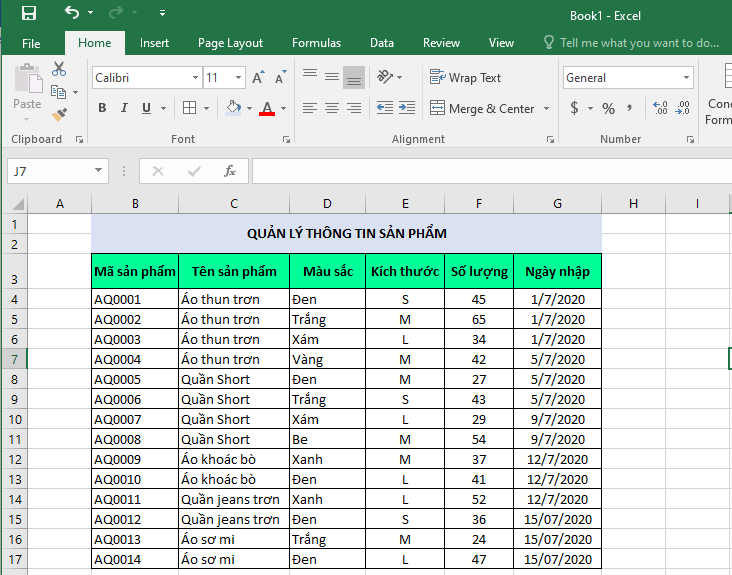 Book1 - Excel
File Home Insert Page Layout Formulas Data Review View Tell me what you want to do...
Paste Calibri 11 A A Wrap Text General
B I U A Merge & Center $ % , .00 .0 Conc
Form
Clipboard Font Alignment Number
J7 fx
A B C D E F G H I
1 QUẢN LÝ THÔNG TIN SẢN PHẨM
2
3 Mã sản phẩm Tên sản phẩm Màu sắc Kích thước Số lượng Ngày nhập
4 AQ0001 Áo thun trơn Đen S 45 1/7/2020
5 AQ0002 Áo thun trơn Trắng M 65 1/7/2020
6 AQ0003 Áo thun trơn Xám L 34 1/7/2020
7 AQ0004 Áo thun trơn Vàng M 42 5/7/2020
8 AQ0005 Quần Short Đen M 27 5/7/2020
9 AQ0006 Quần Short Trắng S 43 5/7/2020
10 AQ0007 Quần Short Xám L 29 9/7/2020
11 AQ0008 Quần Short Be M 54 9/7/2020
12 AQ0009 Áo khoác bò Xanh M 37 12/7/2020
13 AQ0010 Áo khoác bò Đen L 41 12/7/2020
14 AQ0011 Quần jeans trơn Xanh L 52 12/7/2020
15 AQ0012 Quần jeans trơn Đen S 36 15/07/2020
16 AQ0013 Áo sơ mi Trắng M 24 15/07/2020
17 AQ0014 Áo sơ mi Đen L 47 15/07/2020